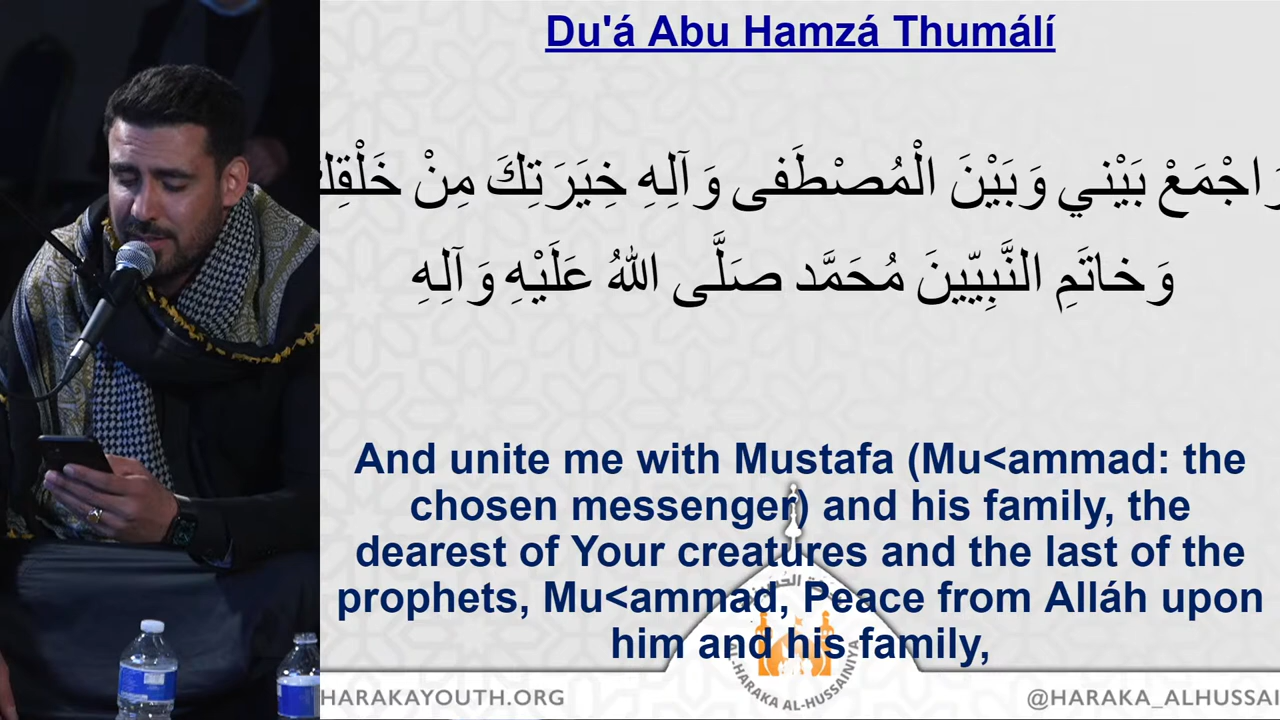 Du'á Abu Hamzá Thumálí
وَاجْمَعْ بَيْني وَبَيْنَ الْمُصْطَفى وَآلِهِ خِيَرَتِكَ مِنْ خَلْقِكَ
وَخاتَمِ النَّبِيّينَ مُحَمَّد صَلَّى اللهُ عَلَيْهِ وَآلِهِ
And unite me with Mustafa (Mu<ammad: the
chosen messenger) and his family, the
dearest of Your creatures and the last of the
prophets, Mu<ammad, Peace from Alláh upon
him and his family,
AL-HARAKA AL-HUSSAINIYA
HARAKAYOUTH.ORG
@HARAKA_ALHUSSAI